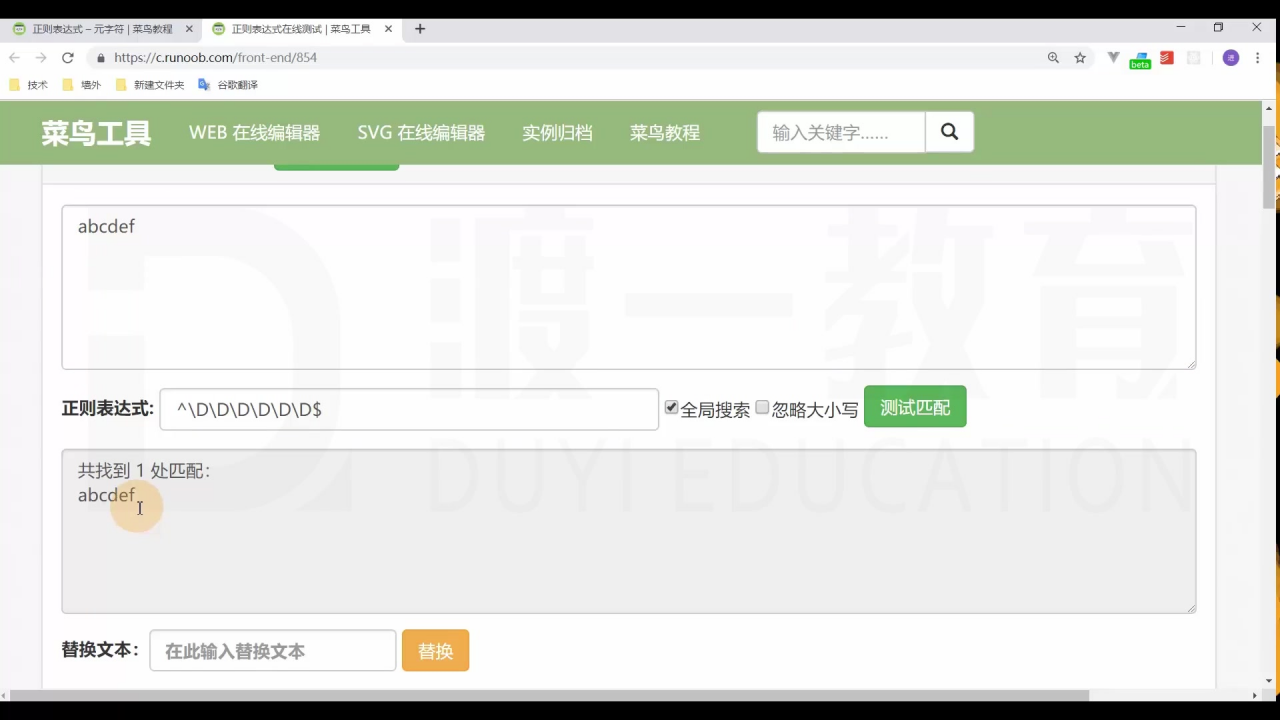 正则表达式 – 元字符 | 菜鸟教程
正则表达式在线测试 | 菜鸟工具
https://c.runoob.com/front-end/854
beta
技术
墙外
新建文件夹
谷歌翻译
菜鸟工具
WEB 在线编辑器
SVG 在线编辑器
实例归档
菜鸟教程
输入关键字......
abcdef
渡一教育
正则表达式:
^\D\D\D\D\D\D$
全局搜索
忽略大小写
测试匹配
共找到 1 处匹配:
abcdef
DUYI EDUCATION
替换文本:
在此输入替换文本
替换